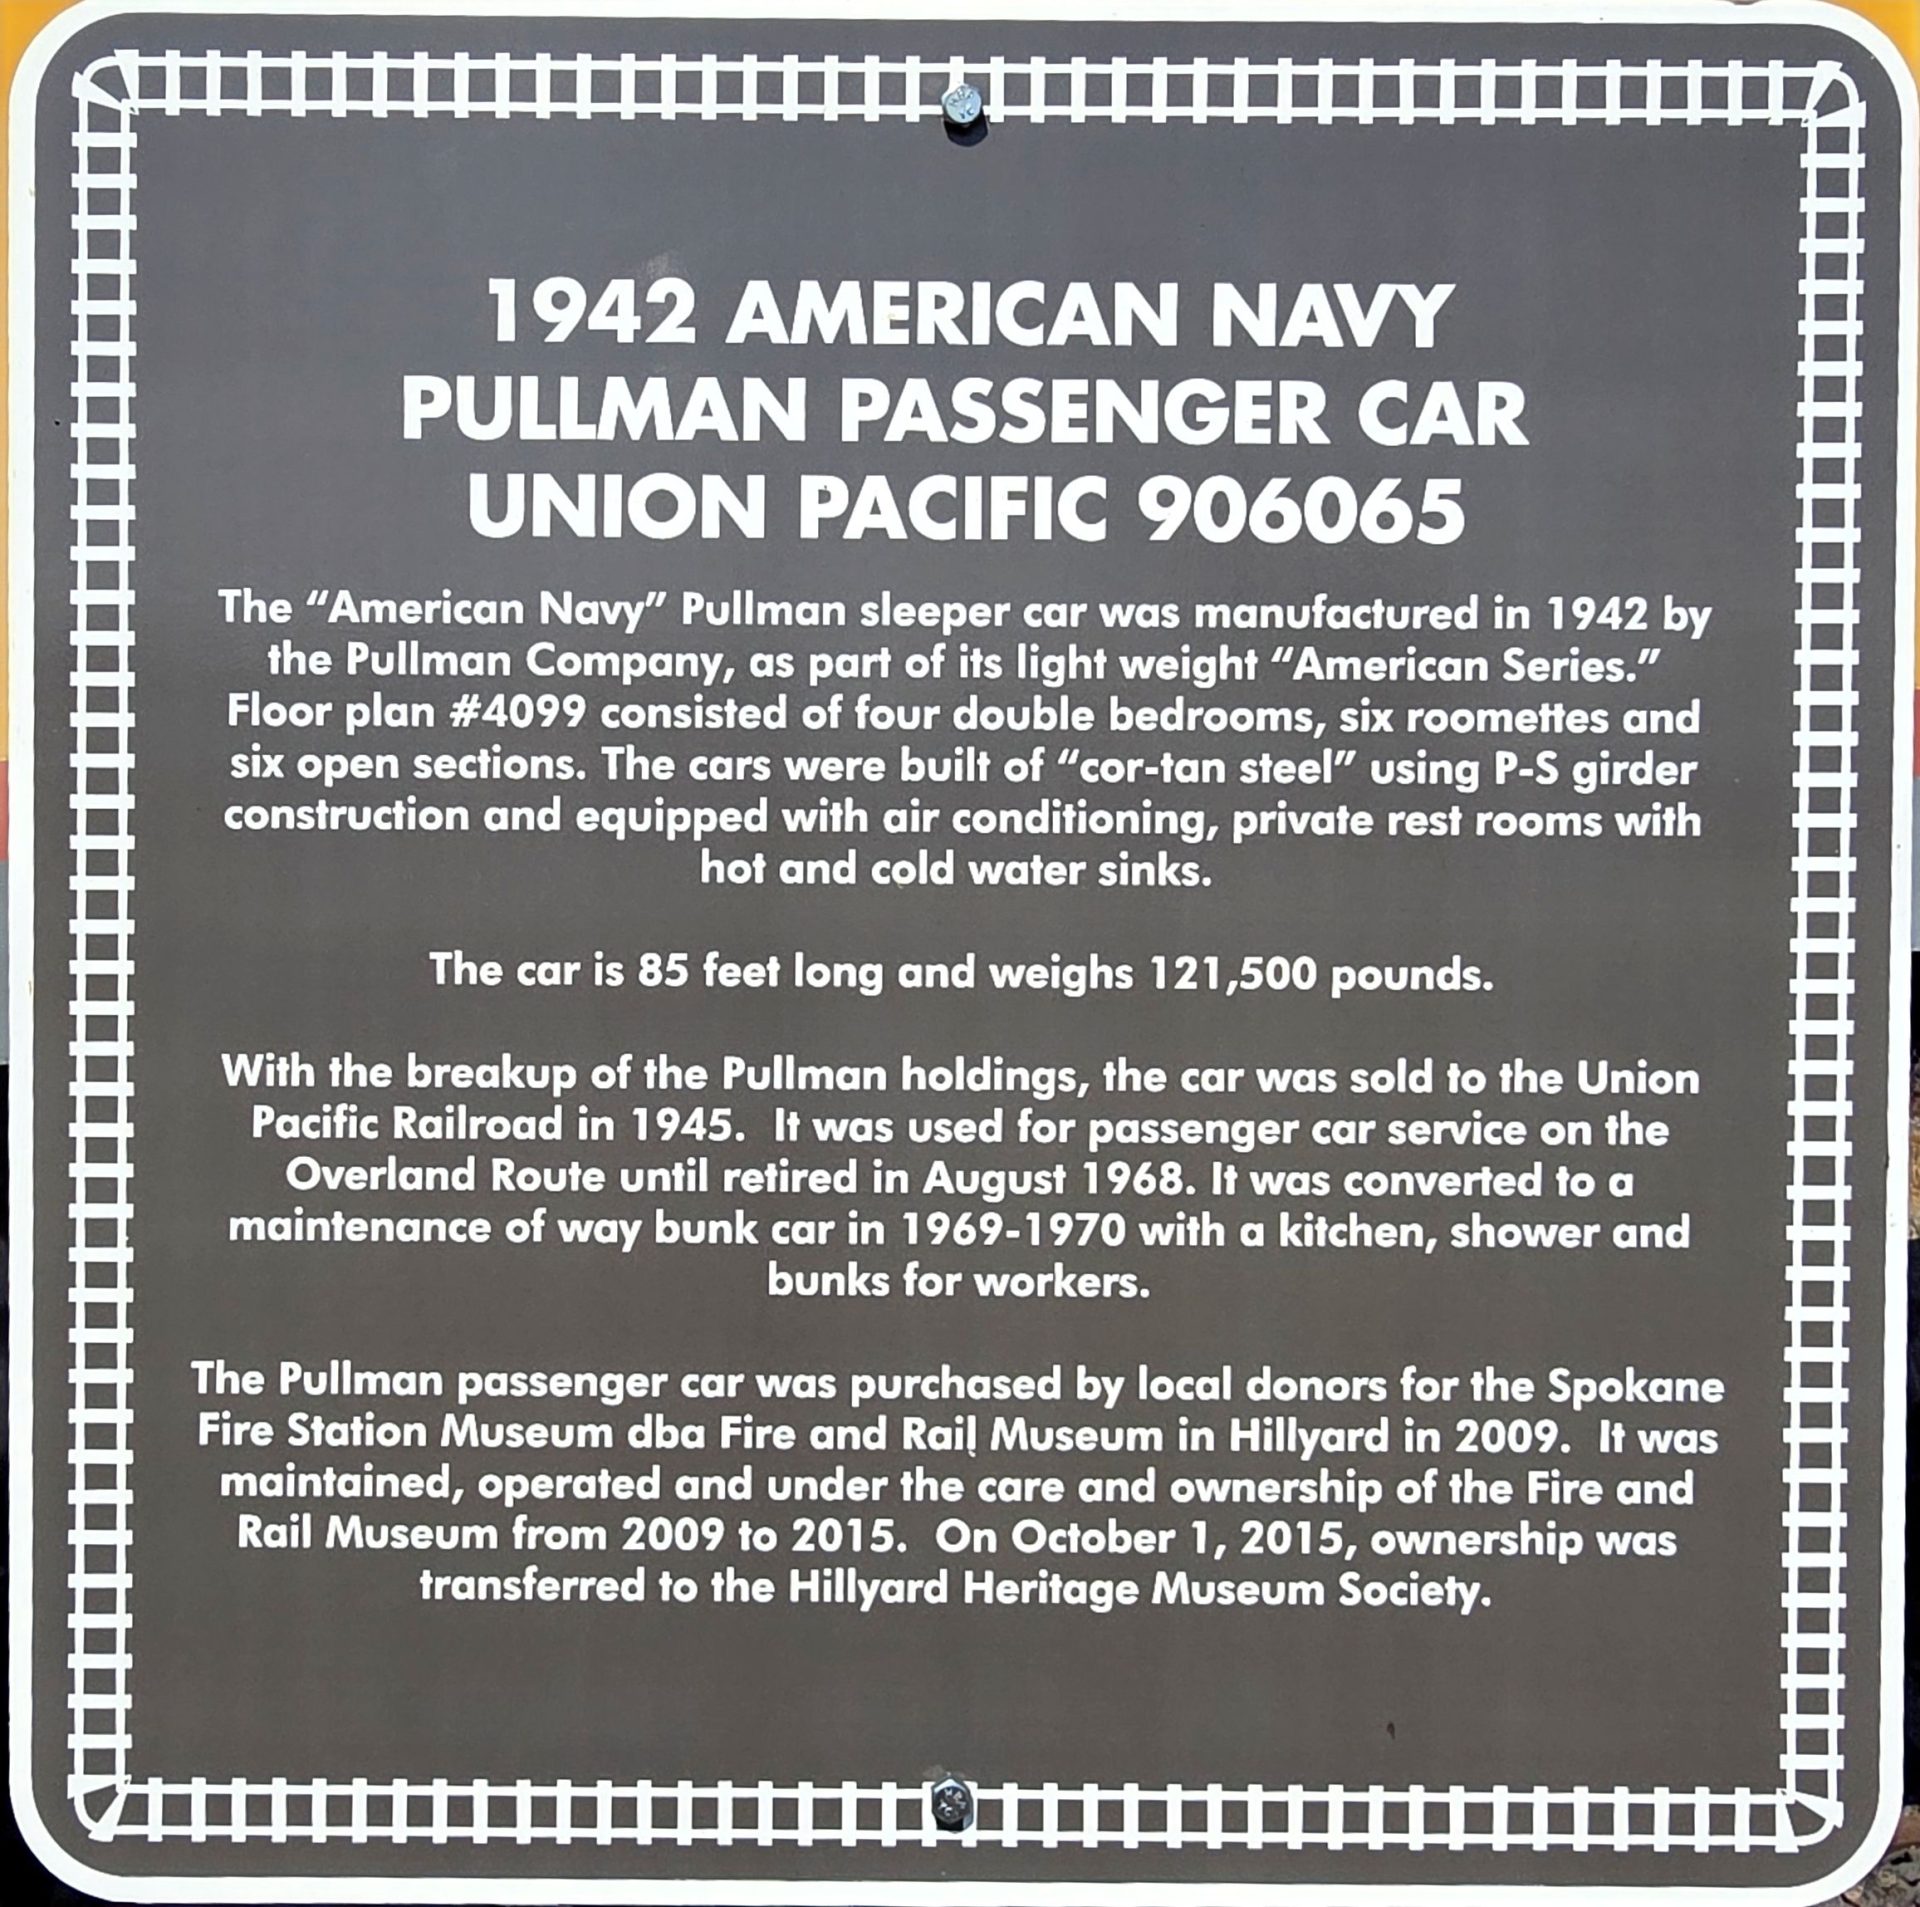 1942 AMERICAN NAVY
PULLMAN PASSENGER CAR
UNION PACIFIC 906065
The “American Navy” Pullman sleeper car was manufactured in 1942 by
the Pullman Company, as part of its light weight “American Series.”
Floor plan #4099 consisted of four double bedrooms, six roomettes and
six open sections. The cars were built of “cor-tan steel” using P-S girder
construction and equipped with air conditioning, private rest rooms with
hot and cold water sinks.
The car is 85 feet long and weighs 121,500 pounds.
With the breakup of the Pullman holdings, the car was sold to the Union
Pacific Railroad in 1945. It was used for passenger car service on the
Overland Route until retired in August 1968. It was converted to a
maintenance of way bunk car in 1969-1970 with a kitchen, shower and
bunks for workers.
The Pullman passenger car was purchased by local donors for the Spokane
Fire Station Museum dba Fire and Rail Museum in Hillyard in 2009. It was
maintained, operated and under the care and ownership of the Fire and
Rail Museum from 2009 to 2015. On October 1, 2015, ownership was
transferred to the Hillyard Heritage Museum Society.